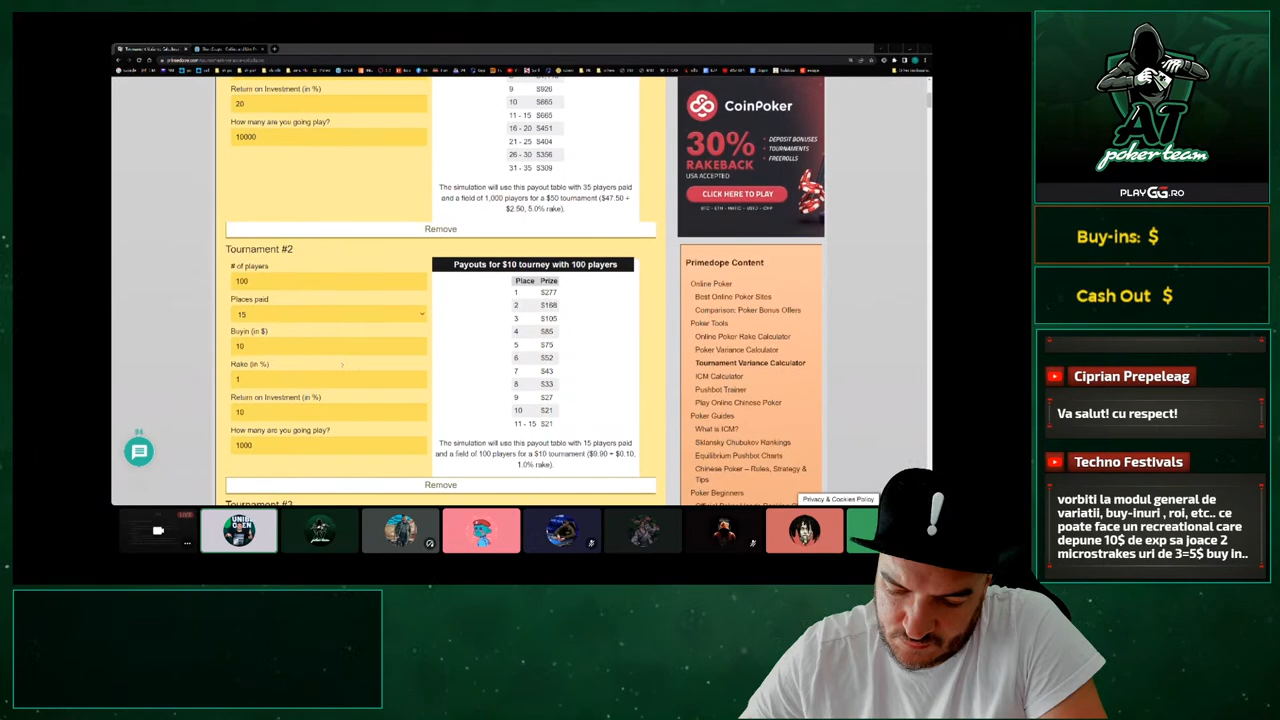 Return on Investment (in %)
20
How many are you going play?
10000
9 $926
10 $665
11 - 15 $665
16 - 20 $451
21 - 25 $404
26 - 30 $356
31 - 35 $309
The simulation will use this payout table with 35 players paid
and a field of 1,000 players for a $50 tournament ($47.50 +
$2.50, 5.0% rake).
Remove
Tournament #2
# of players
100
Places paid
15
Buyin (in $)
10
Rake (in %)
1
Return on Investment (in %)
10
How many are you going play?
1000
Payouts for $10 tourney with 100 players
Place Prize
1 $277
2 $168
3 $105
4 $85
5 $75
6 $52
7 $43
8 $33
9 $27
10 $21
11 - 15 $21
The simulation will use this payout table with 15 players paid
and a field of 100 players for a $10 tournament ($9.90 + $0.10,
1.0% rake).
Remove
Tournament #3
CoinPoker
30%
RAKEBACK
USA ACCEPTED
DEPOSIT BONUSES
TOURNAMENTS
FREEROLLS
CLICK HERE TO PLAY
Primedope Content
Online Poker
Best Online Poker Sites
Comparison: Poker Bonus Offers
Poker Tools
Online Poker Rake Calculator
Poker Variance Calculator
Tournament Variance Calculator
ICM Calculator
Pushbot Trainer
Play Online Chinese Poker
Poker Guides
What is ICM?
Sklansky Chubukov Rankings
Equilibrium Pushbot Charts
Chinese Poker – Rules, Strategy &
Tips
Poker Beginners
Privacy & Cookies Policy
LIVE
UNIBET
OPEN
AT
poker team
PLAYGG.RO
Buy-ins: $
Cash Out $
Ciprian Prepeleag
Va salut! cu respect!
Techno Festivals
vorbiti la modul general de
variatii, buy-inuri , roi, etc.. ce
poate face un recreational care
depune 10$ de exp sa joace 2
microstrakes uri de 3=5$ buy in..